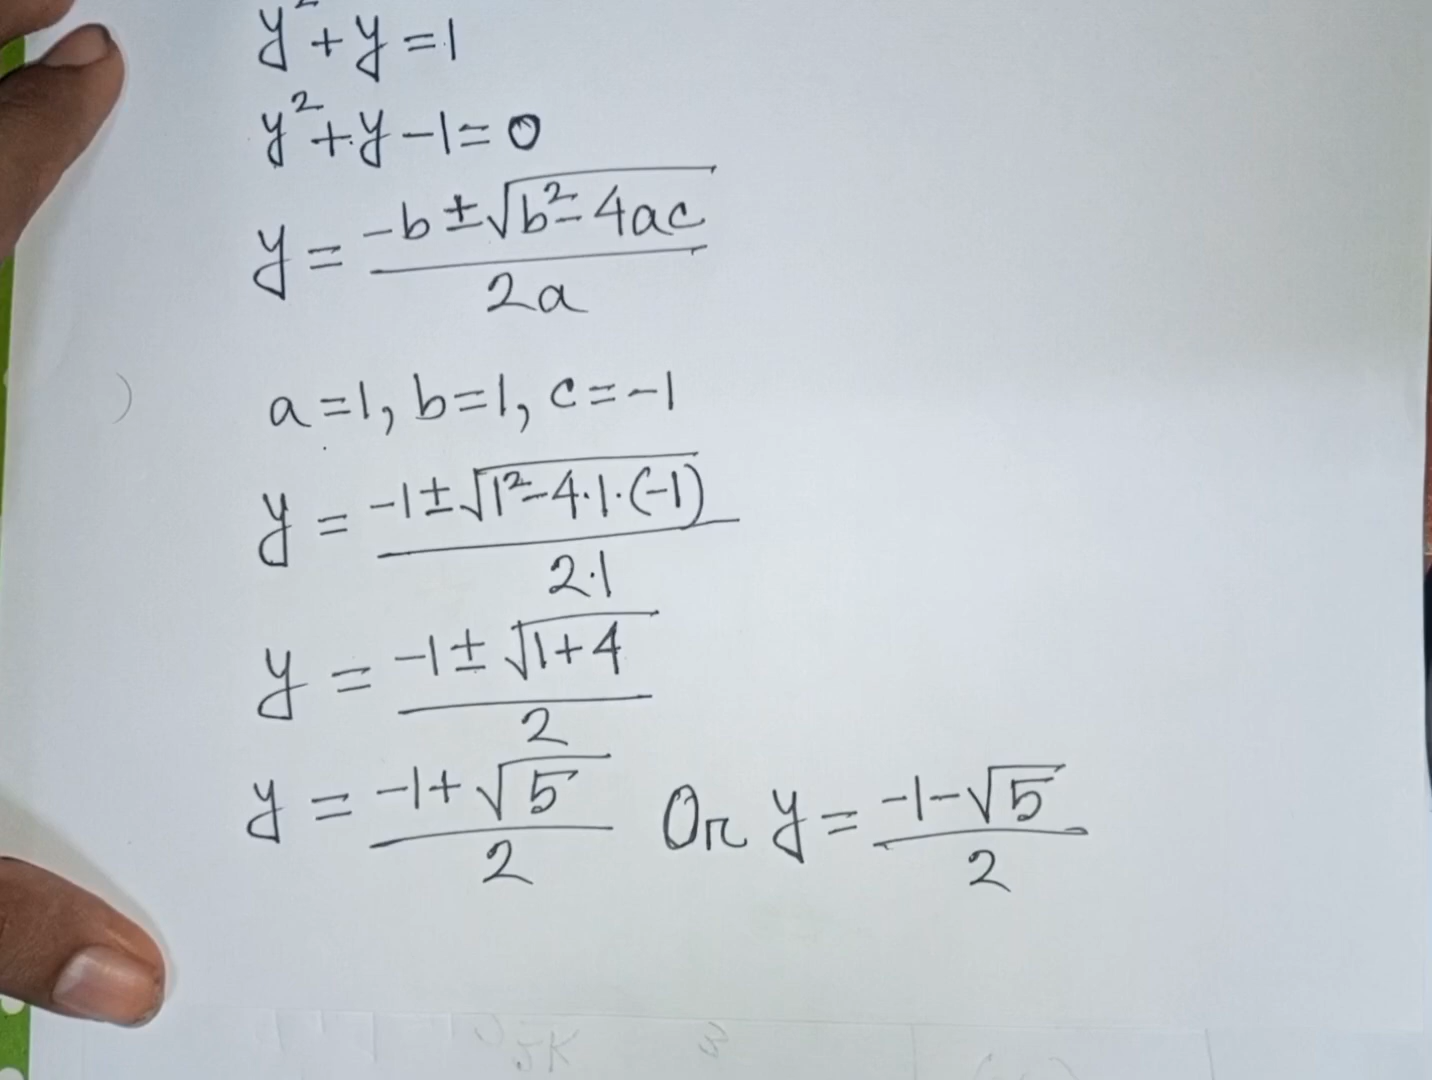 y²+y=1
y²+y-1=0
y = (-b ± √(b²-4ac)) / 2a
a=1, b=1, c=-1
y = (-1 ± √(1²-4·1·(-1))) / 2·1
y = (-1 ± √(1+4)) / 2
y = (-1+√5) / 2 Or y = (-1-√5) / 2